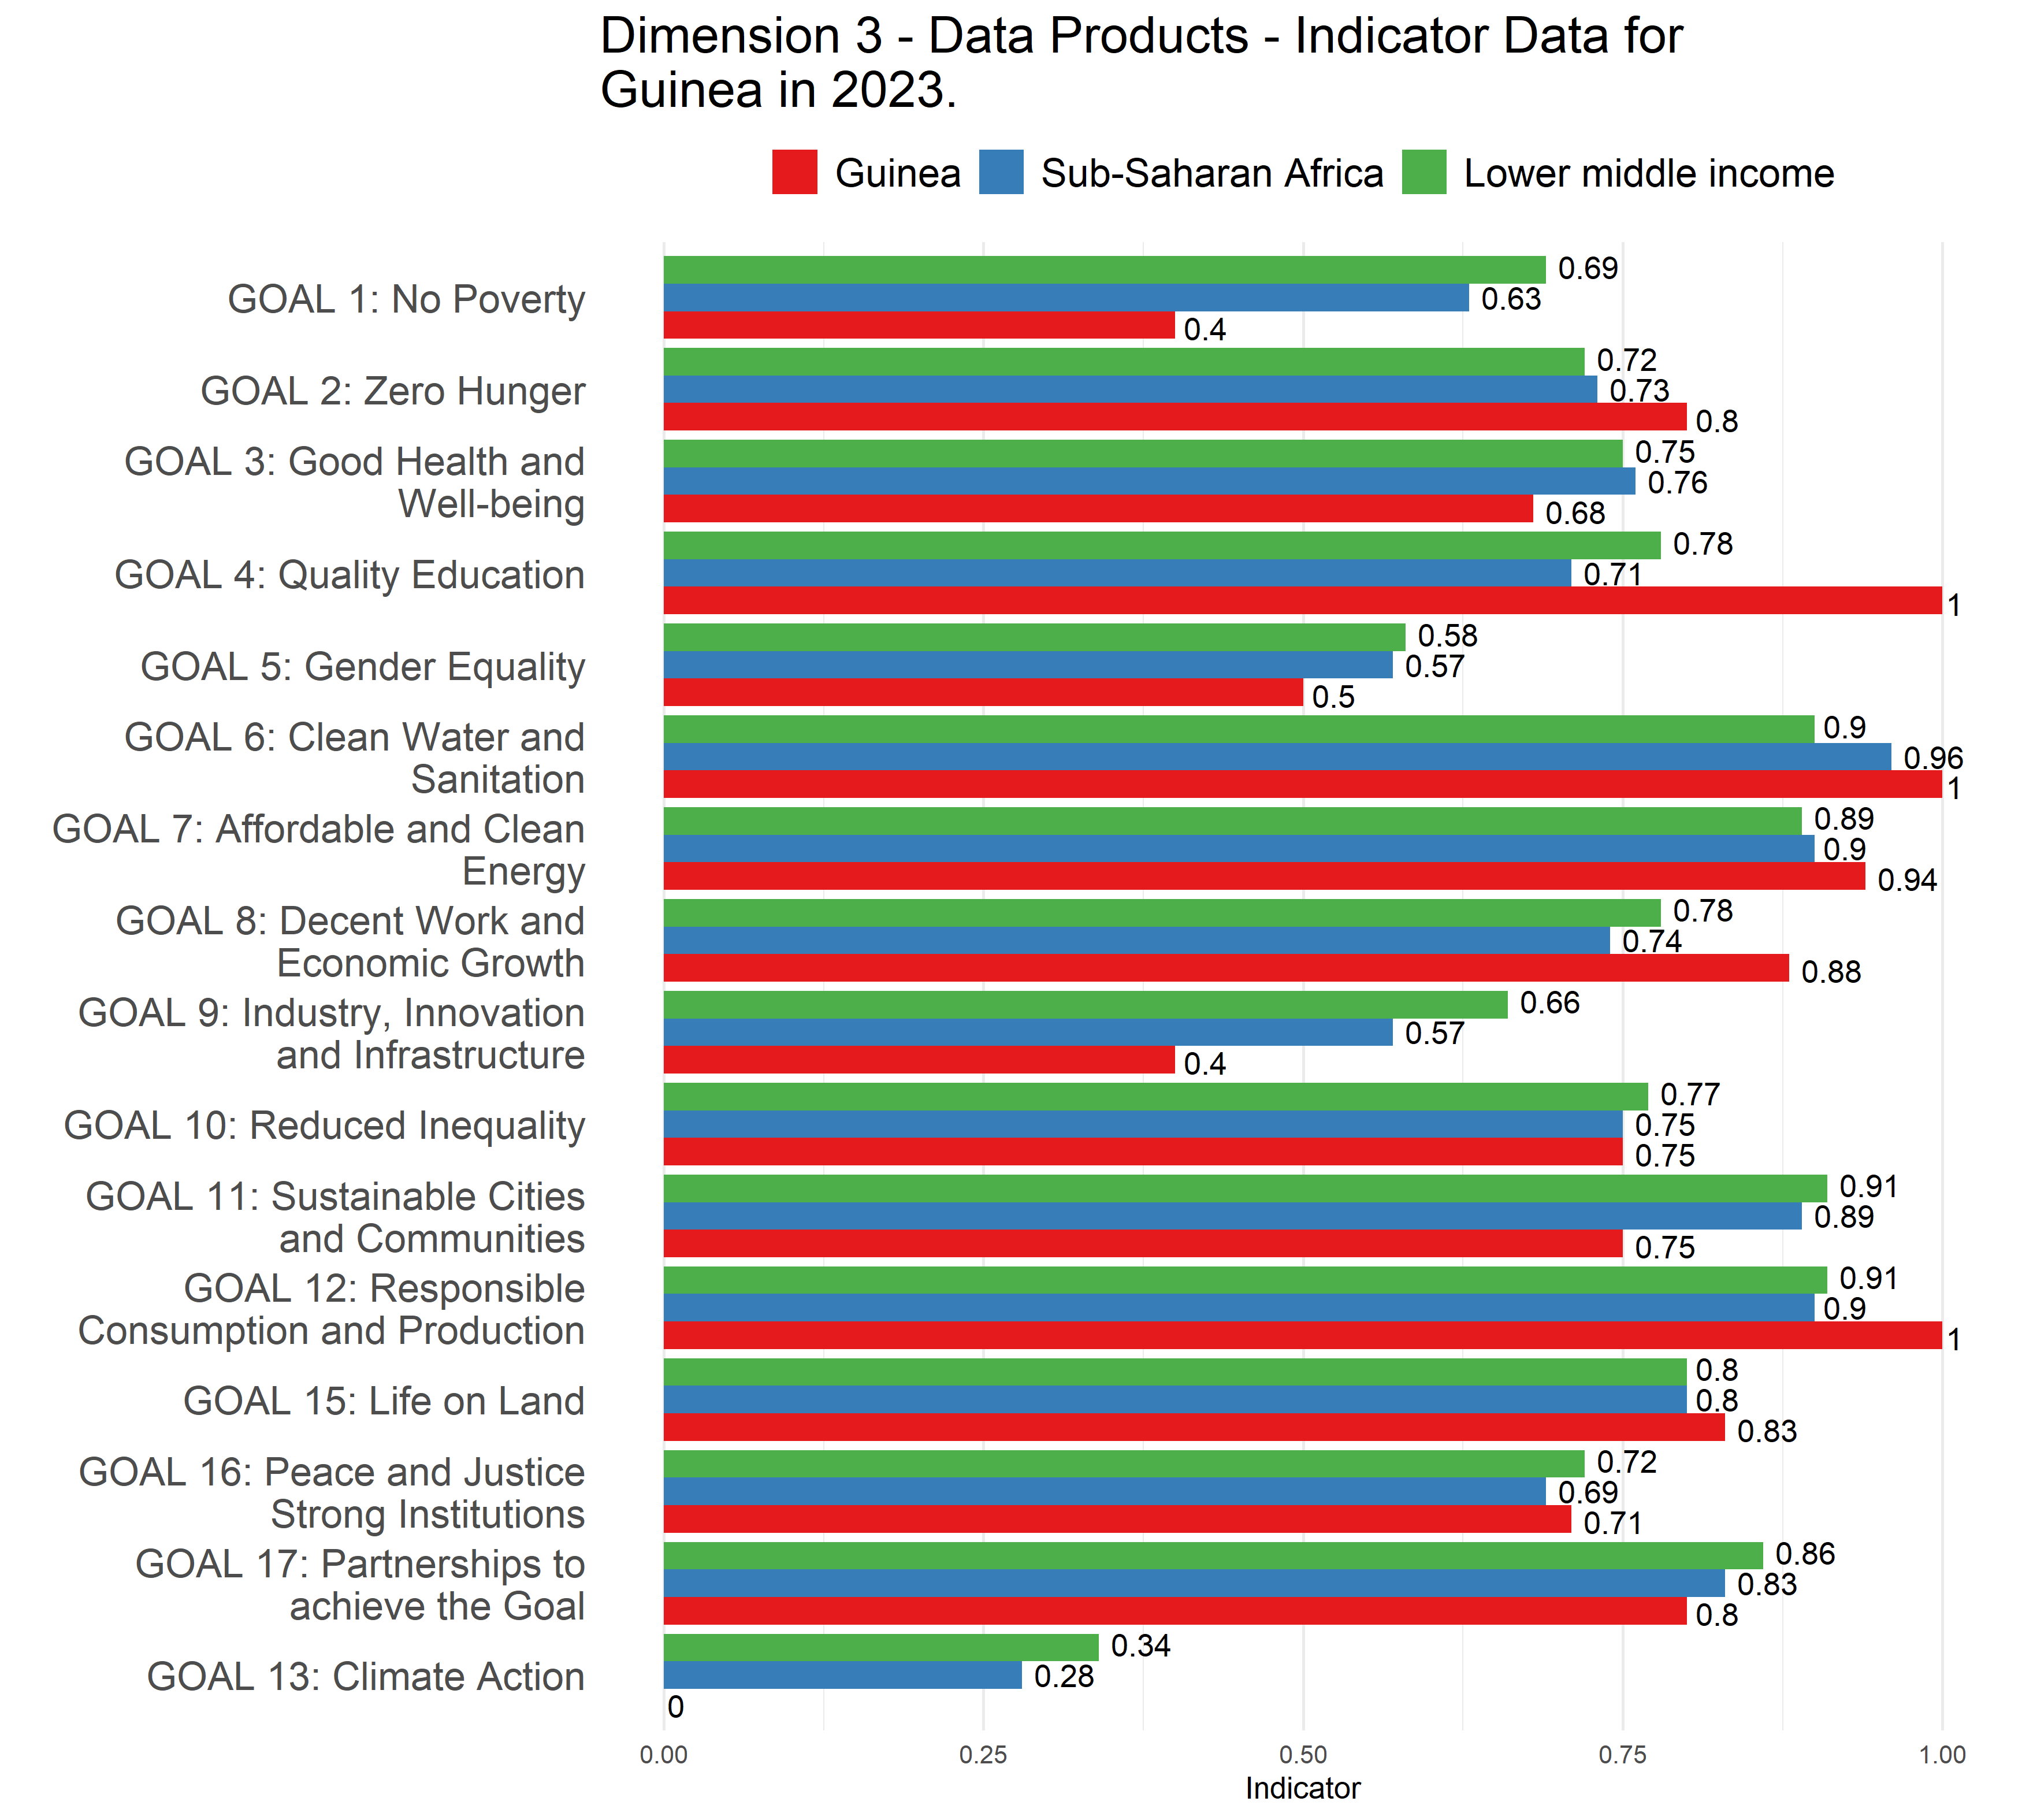 Dimension 3 - Data Products - Indicator Data for
Guinea in 2023.
Guinea Sub-Saharan Africa Lower middle income
GOAL 1: No Poverty
0.69
0.63
0.4
GOAL 2: Zero Hunger
0.72
0.73
0.8
GOAL 3: Good Health and
Well-being
0.75
0.76
0.68
GOAL 4: Quality Education
0.78
0.71
1
GOAL 5: Gender Equality
0.58
0.57
0.5
GOAL 6: Clean Water and
Sanitation
0.9
0.96
1
GOAL 7: Affordable and Clean
Energy
0.89
0.9
0.94
GOAL 8: Decent Work and
Economic Growth
0.78
0.74
0.88
GOAL 9: Industry, Innovation
and Infrastructure
0.66
0.57
0.4
GOAL 10: Reduced Inequality
0.77
0.75
0.75
GOAL 11: Sustainable Cities
and Communities
0.91
0.89
0.75
GOAL 12: Responsible
Consumption and Production
0.91
0.9
1
GOAL 15: Life on Land
0.8
0.8
0.83
GOAL 16: Peace and Justice
Strong Institutions
0.72
0.69
0.71
GOAL 17: Partnerships to
achieve the Goal
0.86
0.83
0.8
GOAL 13: Climate Action
0.34
0.28
0
0.00 0.25 0.50 0.75 1.00
Indicator